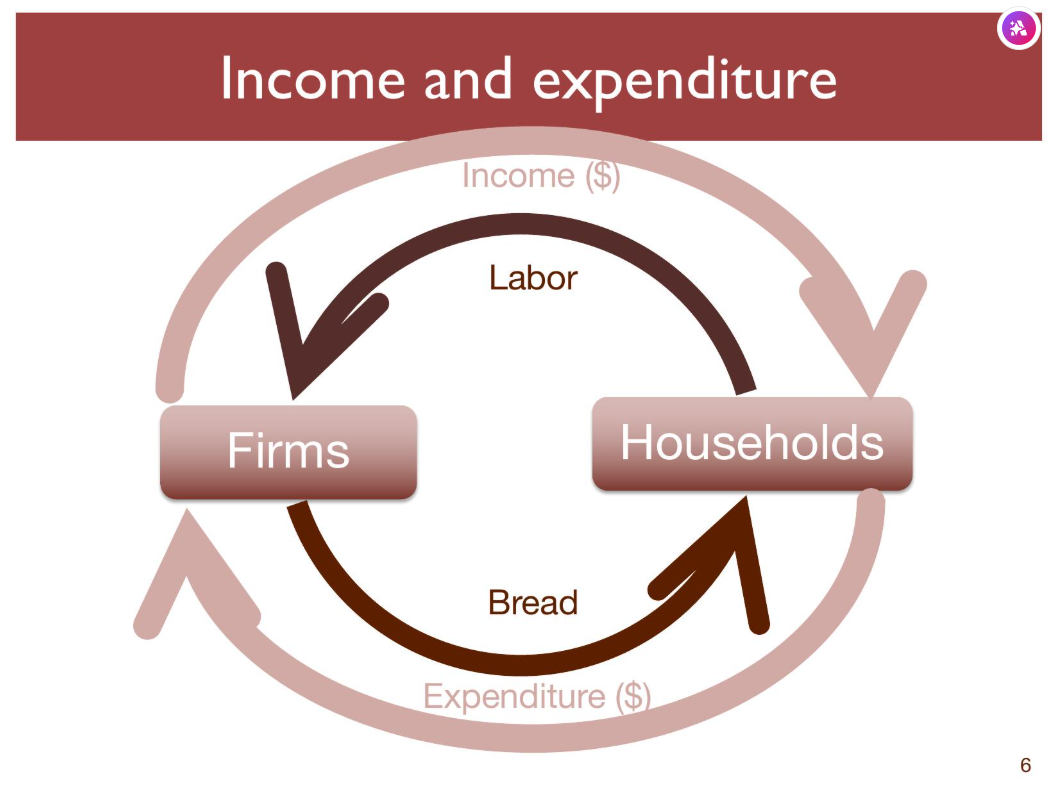 Income and expenditure
Income ($)
Labor
Firms
Households
Bread
Expenditure ($)
6